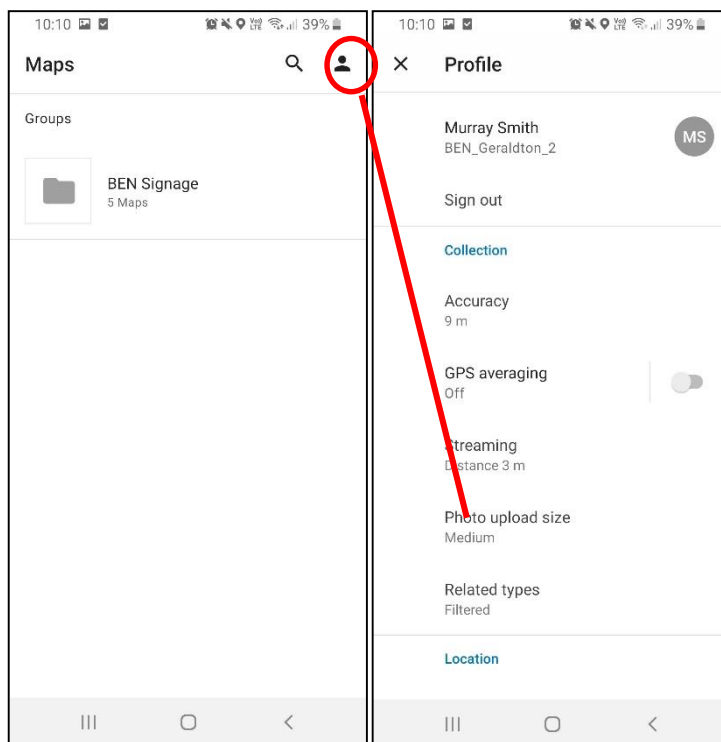 10:10 39%
Maps
Groups
BEN Signage
5 Maps
10:10 39%
Profile
Murray Smith
BEN_Geraldton_2
MS
Sign out
Collection
Accuracy
9 m
GPS averaging
Off
Streaming
Distance 3 m
Photo upload size
Medium
Related types
Filtered
Location